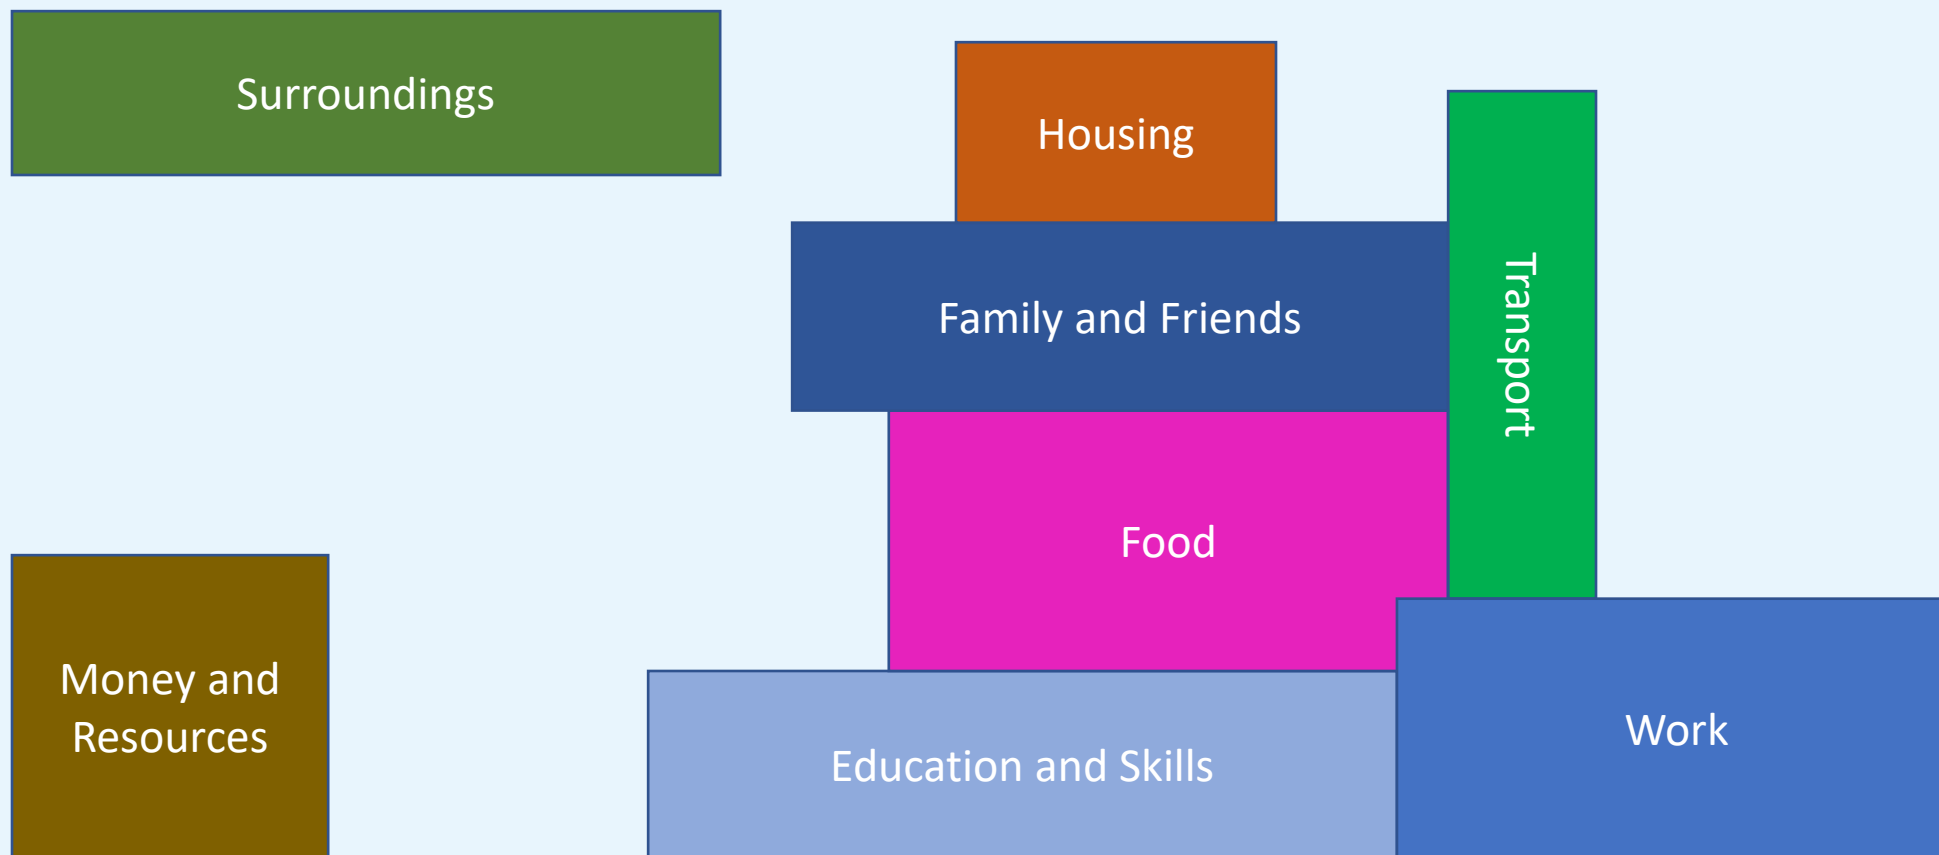 Surroundings
Housing
Transport
Family and Friends
Food
Money and
Resources
Education and Skills
Work